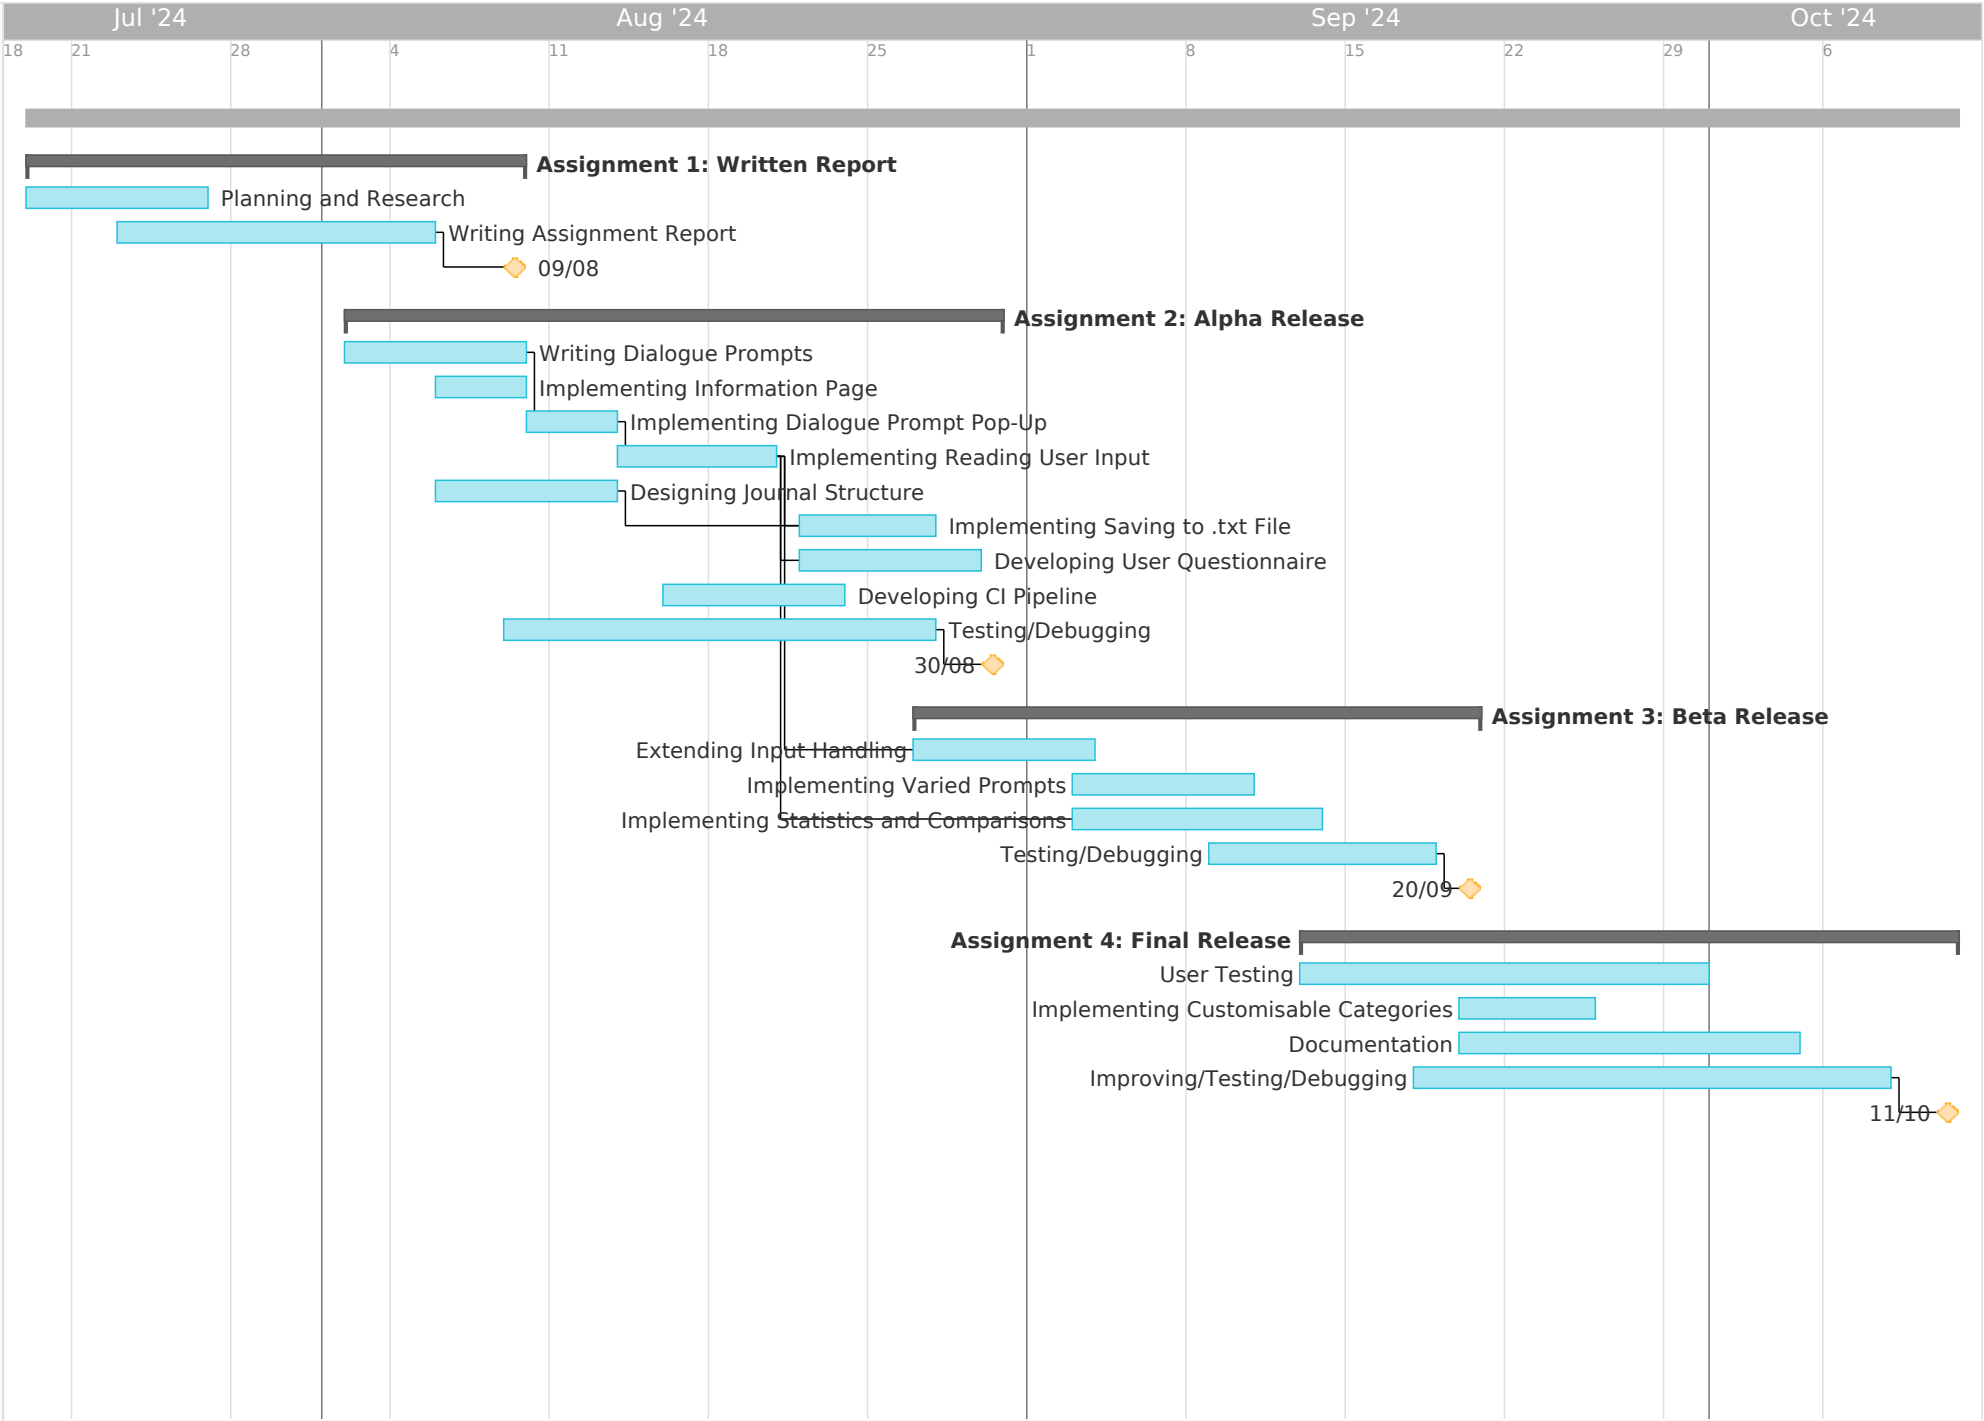 Jul '24 Aug '24 Sep '24 Oct '24
18 21 28 4 11 18 25 1 8 15 22 29 6
Assignment 1: Written Report
Planning and Research
Writing Assignment Report
09/08
Assignment 2: Alpha Release
Writing Dialogue Prompts
Implementing Information Page
Implementing Dialogue Prompt Pop-Up
Implementing Reading User Input
Designing Journal Structure
Implementing Saving to .txt File
Developing User Questionnaire
Developing CI Pipeline
Testing/Debugging
30/08
Assignment 3: Beta Release
Extending Input Handling
Implementing Varied Prompts
Implementing Statistics and Comparisons
Testing/Debugging
20/09
Assignment 4: Final Release
User Testing
Implementing Customisable Categories
Documentation
Improving/Testing/Debugging
11/10